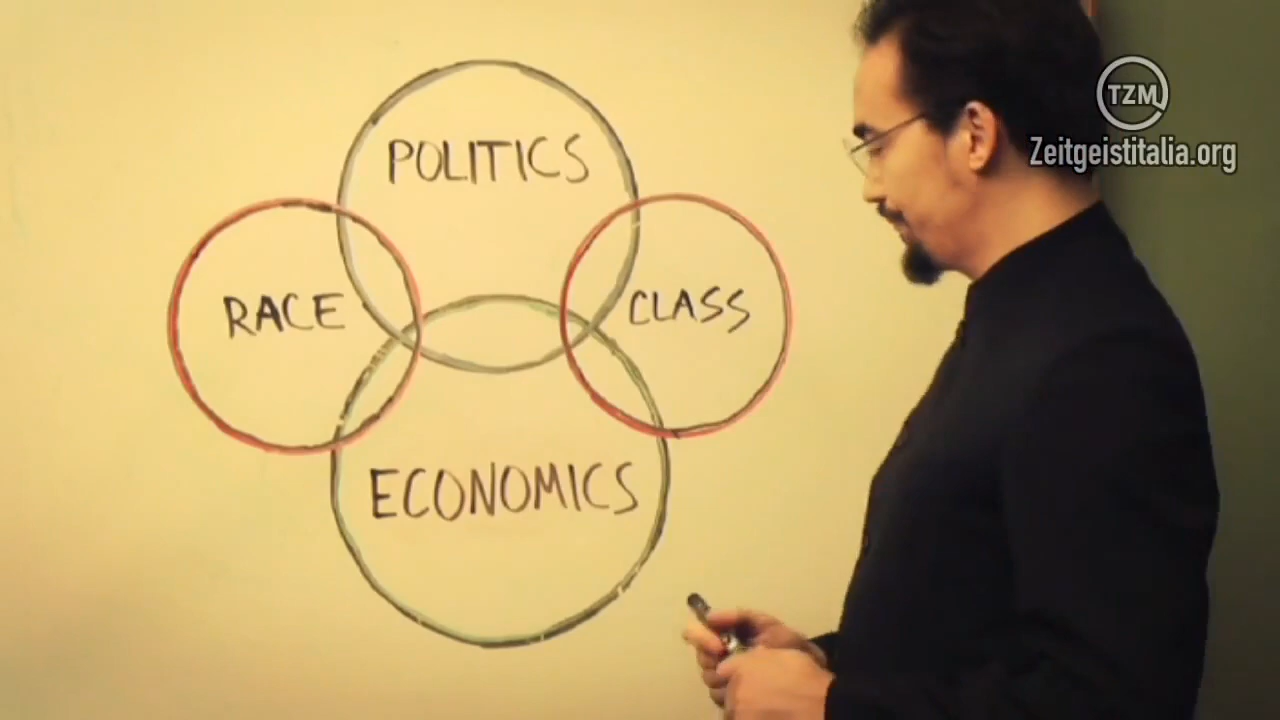 TZM
Zeitgeistitalia.org
POLITICS
RACE
CLASS
ECONOMICS